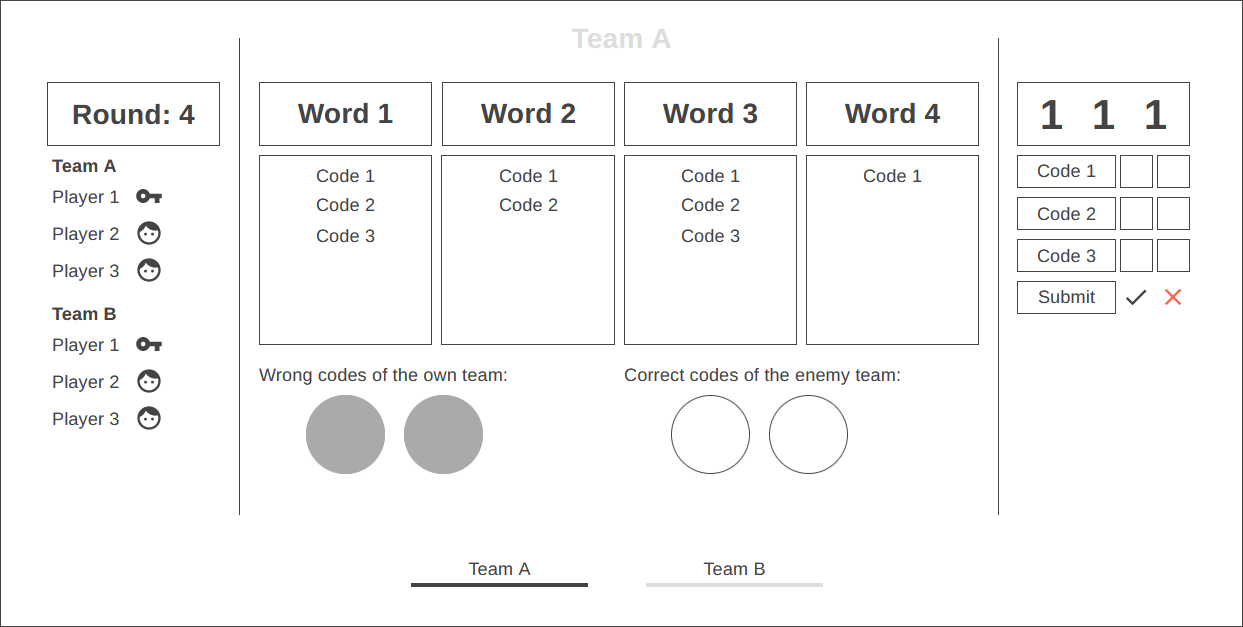 Team A
Round: 4
Team A
Player 1
Player 2
Player 3
Team B
Player 1
Player 2
Player 3
Word 1
Code 1
Code 2
Code 3
Word 2
Code 1
Code 2
Word 3
Code 1
Code 2
Code 3
Word 4
Code 1
Wrong codes of the own team:
Correct codes of the enemy team:
1 1 1
Code 1
Code 2
Code 3
Submit
Team A
Team B